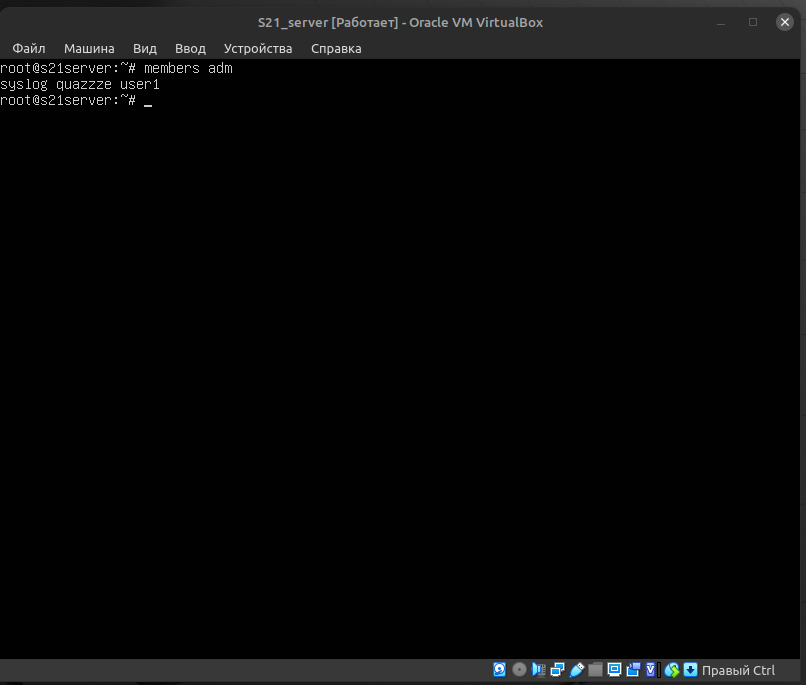 S21_server [Работает] - Oracle VM VirtualBox
Файл Машина Вид Ввод Устройства Справка
root@s21server:~# members adm
syslog quazzze user1
root@s21server:~# _
Правый Ctrl